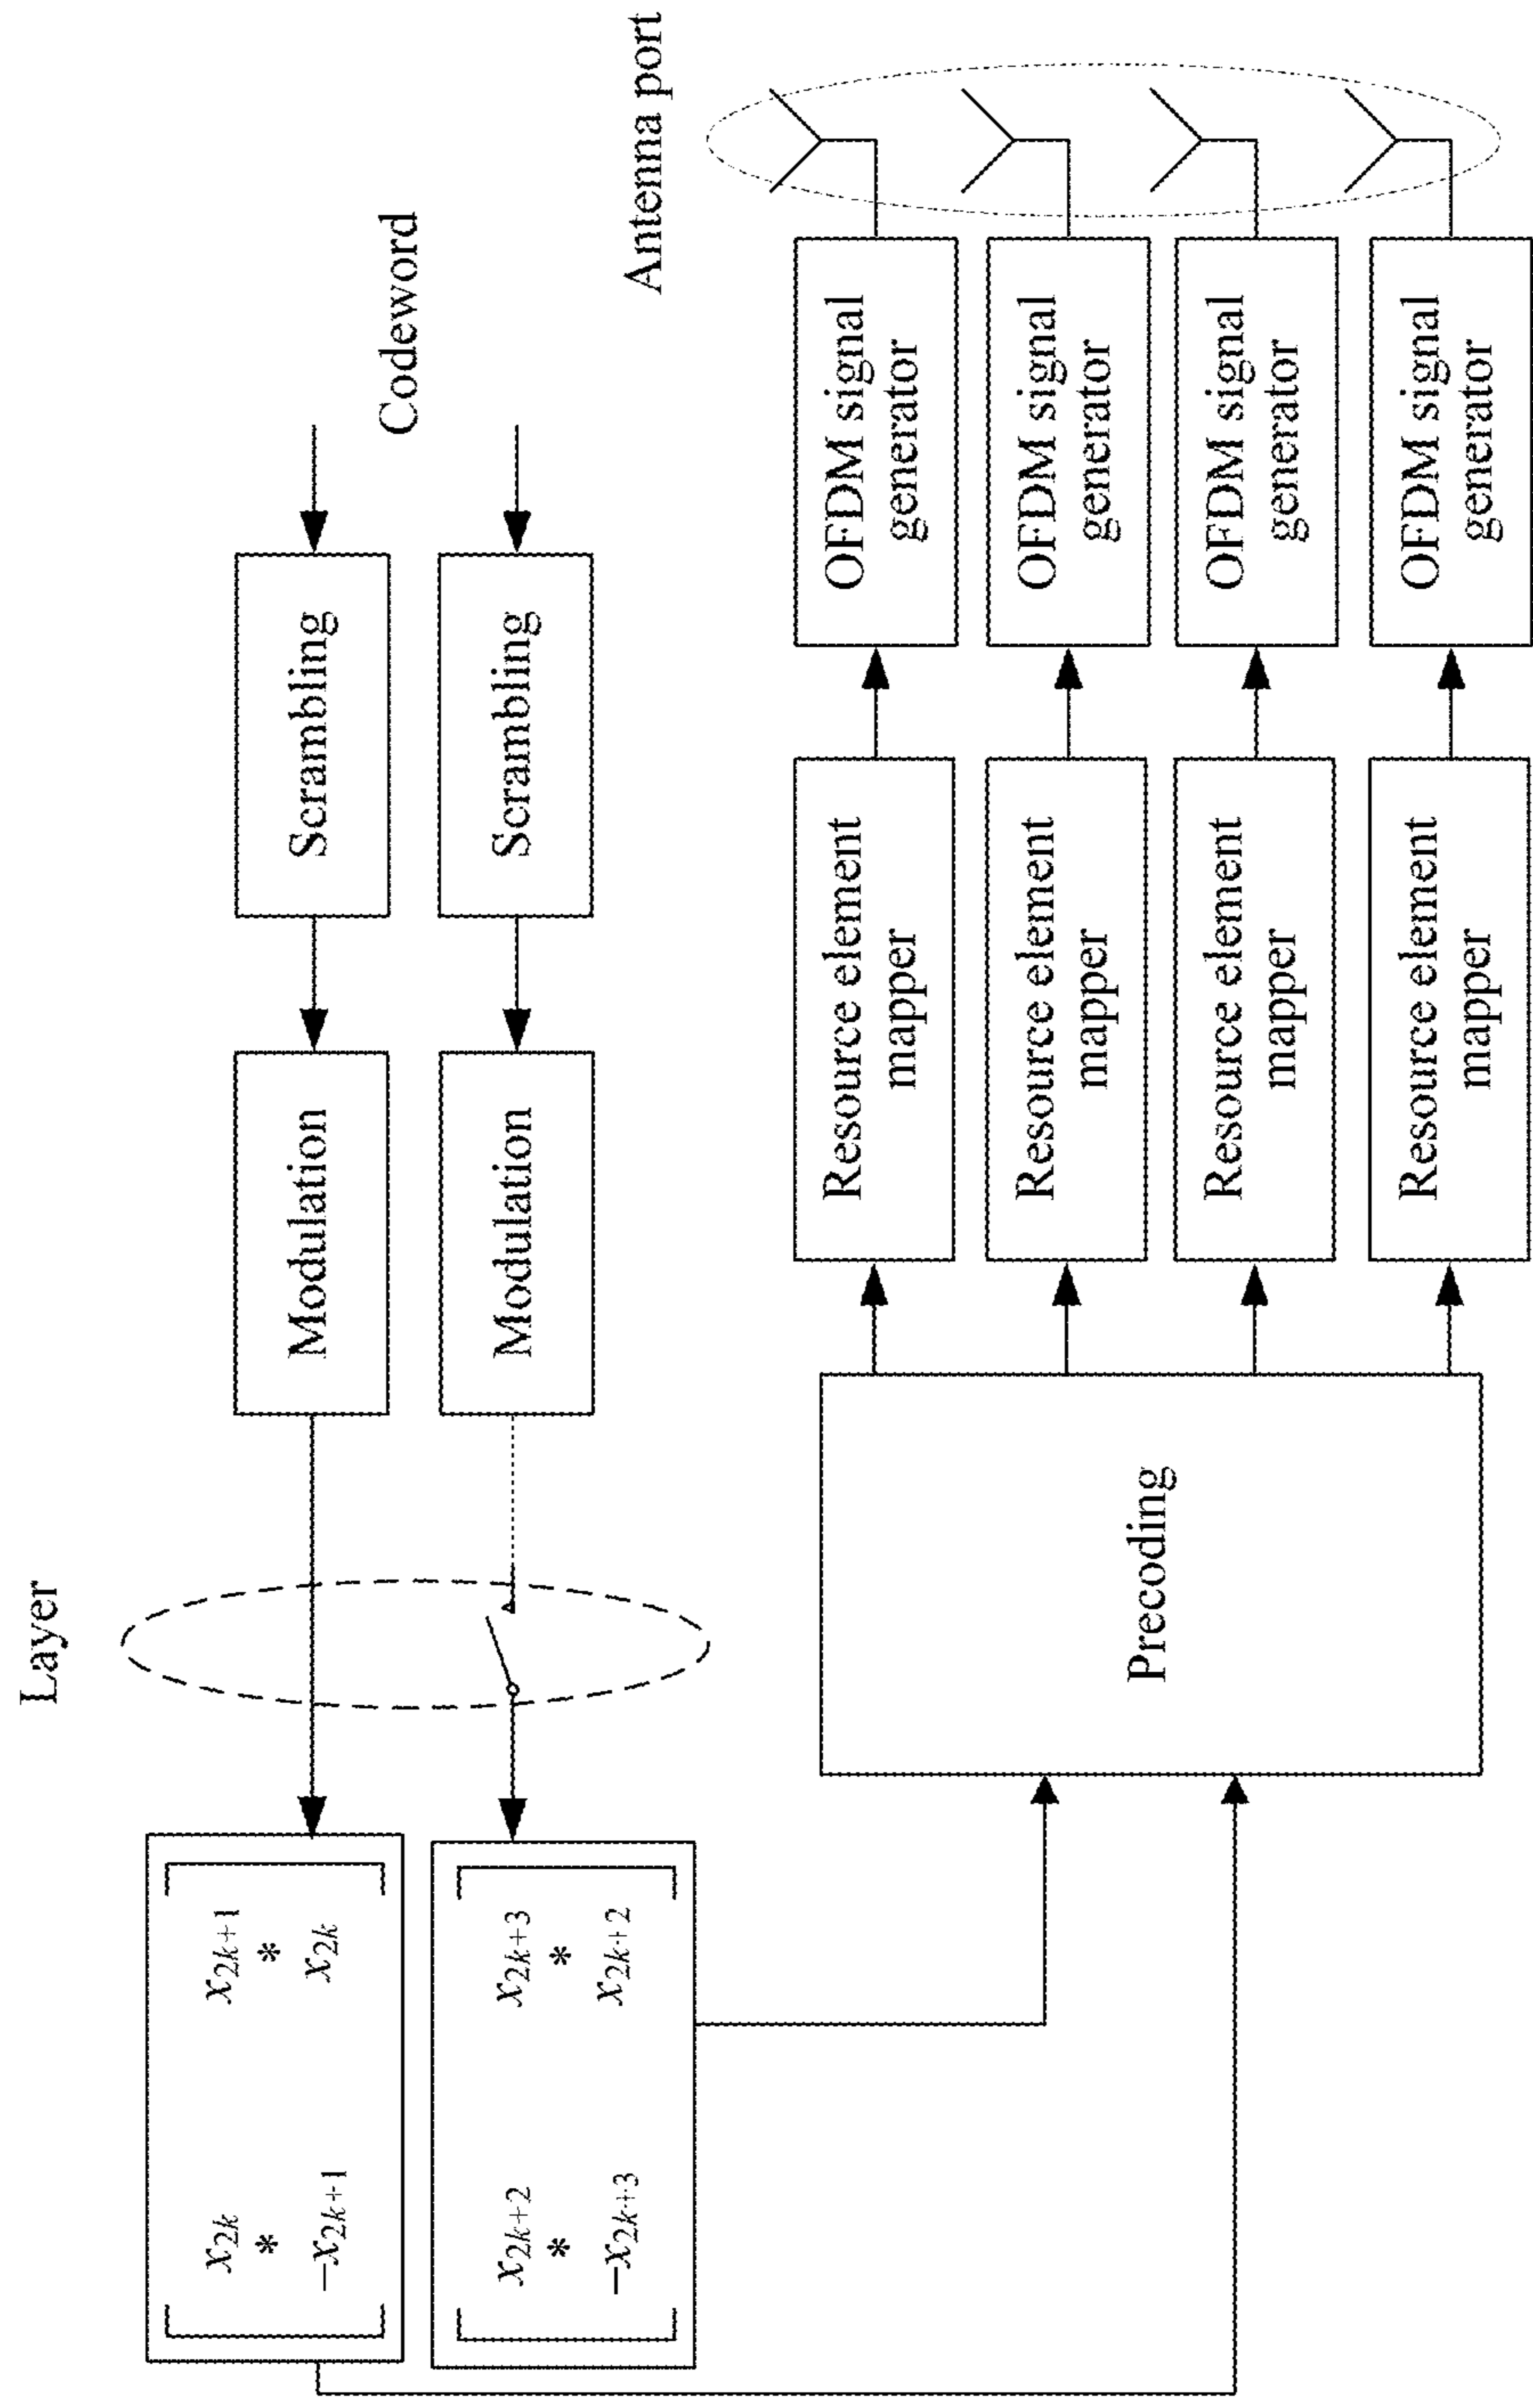 Layer
Codeword
Scrambling
Modulation
x2k x2k+1
* *
−x2k+1 x2k
Scrambling
Modulation
x2k+2 x2k+3
* *
−x2k+3 x2k+2
Antenna port
Precoding
Resource element
mapper
OFDM signal
generator
Resource element
mapper
OFDM signal
generator
Resource element
mapper
OFDM signal
generator
Resource element
mapper
OFDM signal
generator